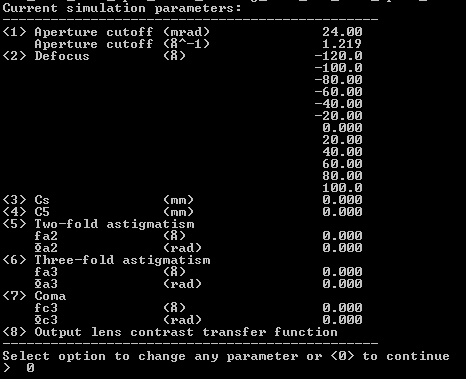 Current simulation parameters:
--------------------------------------------------
<1> Aperture cutoff (mrad) 24.00
Aperture cutoff (Å^-1) 1.219
<2> Defocus (Å) -120.0
-100.0
-80.00
-60.00
-40.00
-20.00
0.000
20.00
40.00
60.00
80.00
100.0
<3> Cs (mm) 0.000
<4> C5 (mm) 0.000
<5> Two-fold astigmatism
fa2 (Å) 0.000
Φa2 (rad) 0.000
<6> Three-fold astigmatism
fa3 (Å) 0.000
Φa3 (rad) 0.000
<7> Coma
fc3 (Å) 0.000
Φc3 (rad) 0.000
<8> Output lens contrast transfer function
--------------------------------------------------
Select option to change any parameter or <0> to continue
> 0